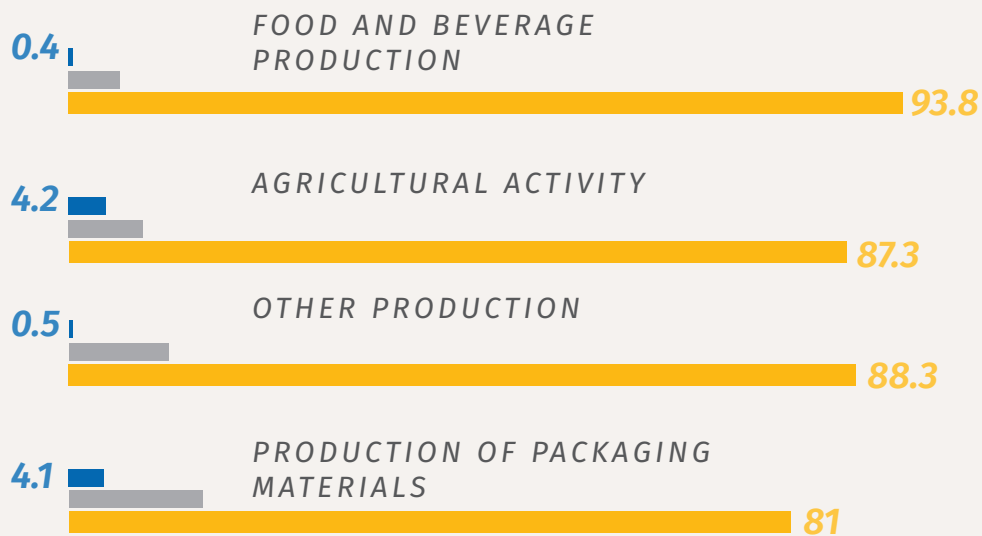 FOOD AND BEVERAGE
PRODUCTION
0.4
93.8
AGRICULTURAL ACTIVITY
4.2
87.3
OTHER PRODUCTION
0.5
88.3
PRODUCTION OF PACKAGING
MATERIALS
4.1
81